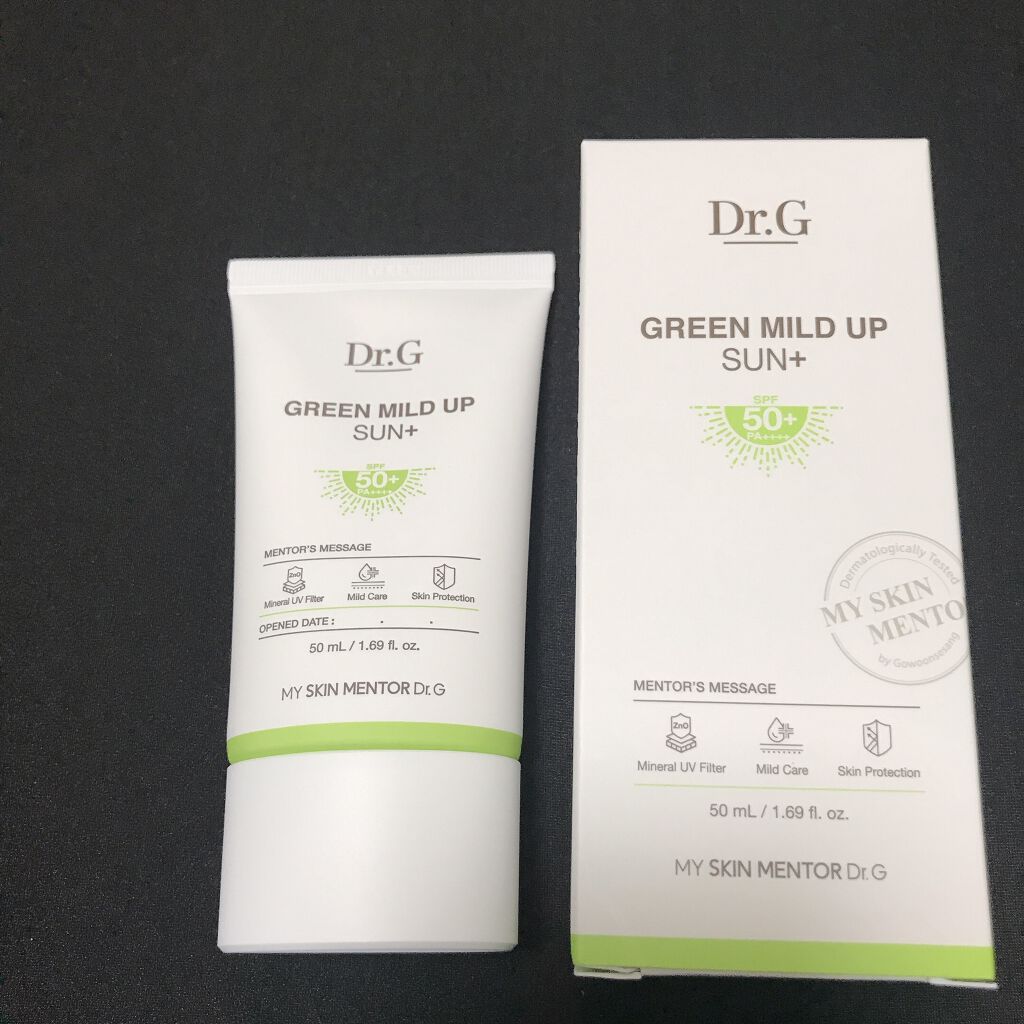 Dr.G
GREEN MILD UP
SUN+
SPF
50+
PA++++
MENTOR'S MESSAGE
ZnO
Mineral UV Filter
Mild Care
Skin Protection
OPENED DATE : . .
50 mL / 1.69 fl. oz.
MY SKIN MENTOR Dr.G
Dr.G
GREEN MILD UP
SUN+
SPF
50+
PA++++
Dermatologically Tested
MY SKIN
MENTO
by Gowoonsesang
MENTOR'S MESSAGE
ZnO
Mineral UV Filter
Mild Care
Skin Protection
50 mL / 1.69 fl. oz.
MY SKIN MENTOR Dr.G